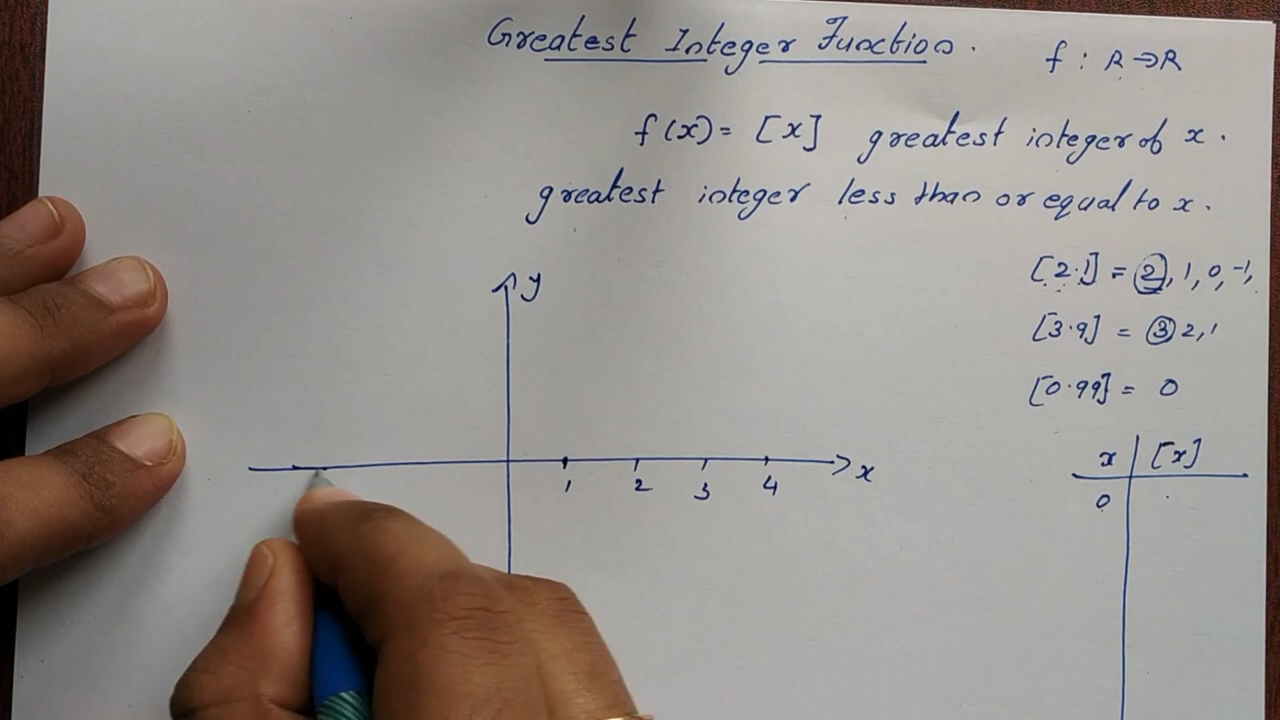 Greatest Integer Function.
f : R → R
f(x) = [x] greatest integer of x.
greatest integer less than or equal to x.
[2.1] = 2, 1, 0, -1,
[3.9] = 3 2, 1
[0.99] = 0
y
x
1 2 3 4
x [x]
0